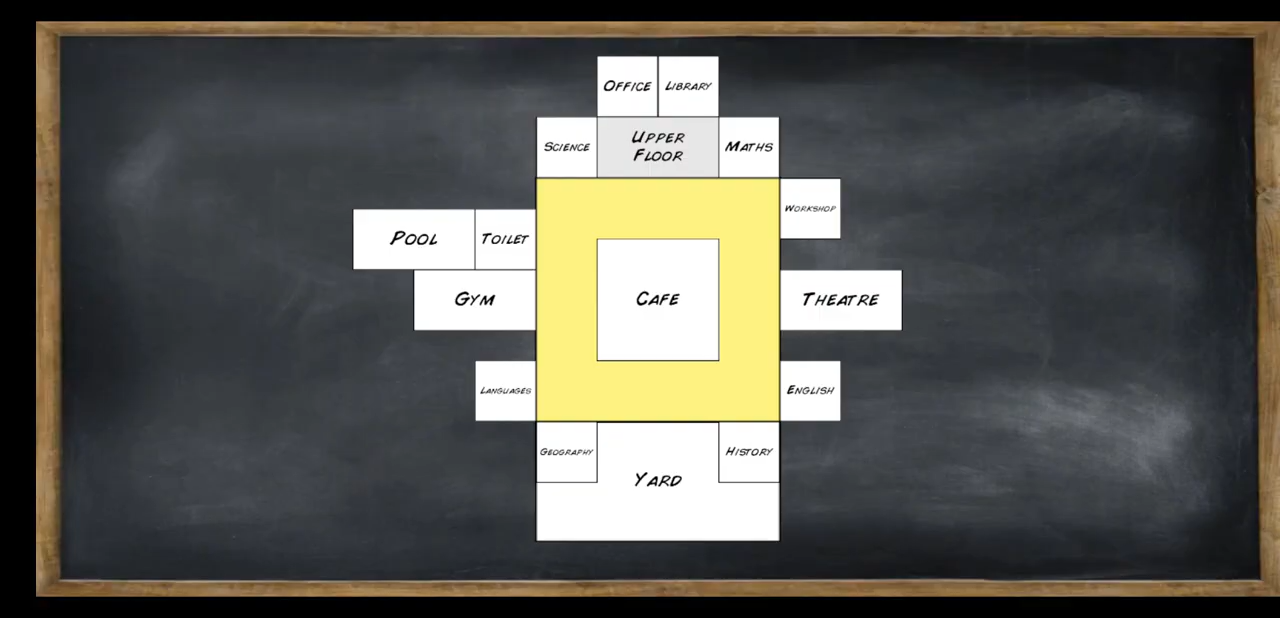 OFFICE
LIBRARY
SCIENCE
UPPER
FLOOR
MATHS
WORKSHOP
POOL
TOILET
GYM
CAFE
THEATRE
LANGUAGES
ENGLISH
GEOGRAPHY
HISTORY
YARD